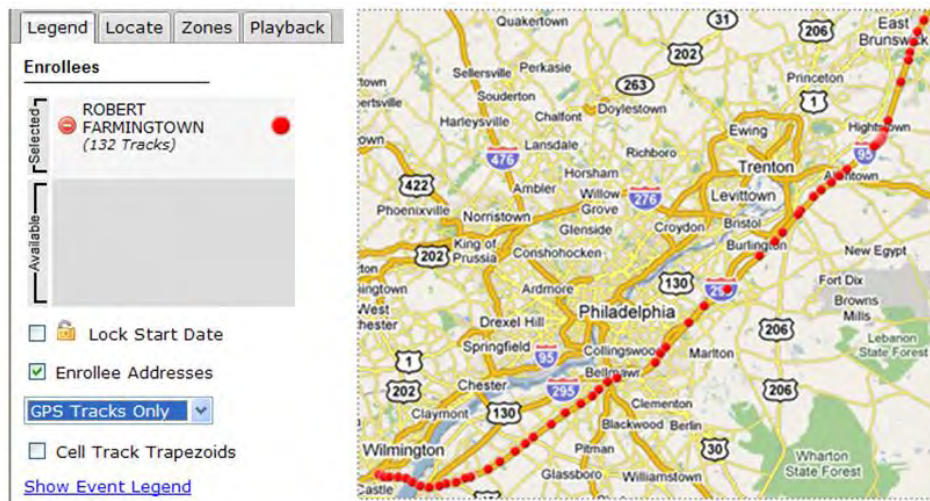 Legend
Locate
Zones
Playback
Enrollees
Selected
ROBERT
FARMINGTOWN
(132 Tracks)
Available
Lock Start Date
Enrollee Addresses
GPS Tracks Only
Cell Track Trapezoids
Show Event Legend
Quakertown
31
206
East
Brunswick
Perkasie
202
Sellersville
Princeton
Souderton
263
1
Doylestown
Harleysville
Chalfont
Ewing
Hightstown
Lansdale
476
Richboro
Trenton
95
Horsham
Allentown
422
Ambler
Willow
Grove
276
Levittown
Phoenixville
Norristown
Croydon
Bristol
Glenside
King of
Prussia
Burlington
202
Conshohocken
New Egypt
130
Fort Dix
Ardmore
Browns
Mills
West
Chester
Philadelphia
Drexel Hill
206
Lebanon
State Forest
Springfield
95
Marlton
1
Bellmawr
202
Chester
295
206
Claymont
130
Clementon
Blackwood
Berlin
Wilmington
Pitman
30
Glassboro
Williamstown
Wharton
State Forest
Castle